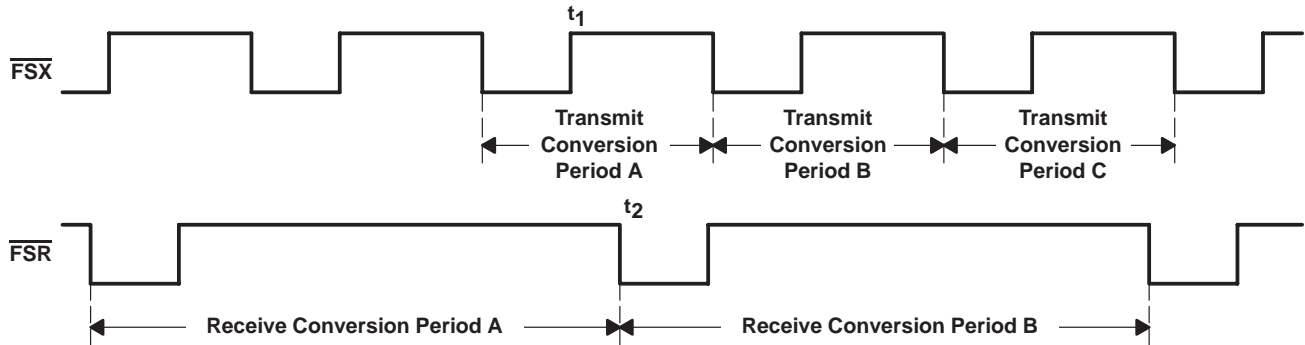 t1
FSX
Transmit Conversion Period A
Transmit Conversion Period B
Transmit Conversion Period C
t2
FSR
Receive Conversion Period A
Receive Conversion Period B